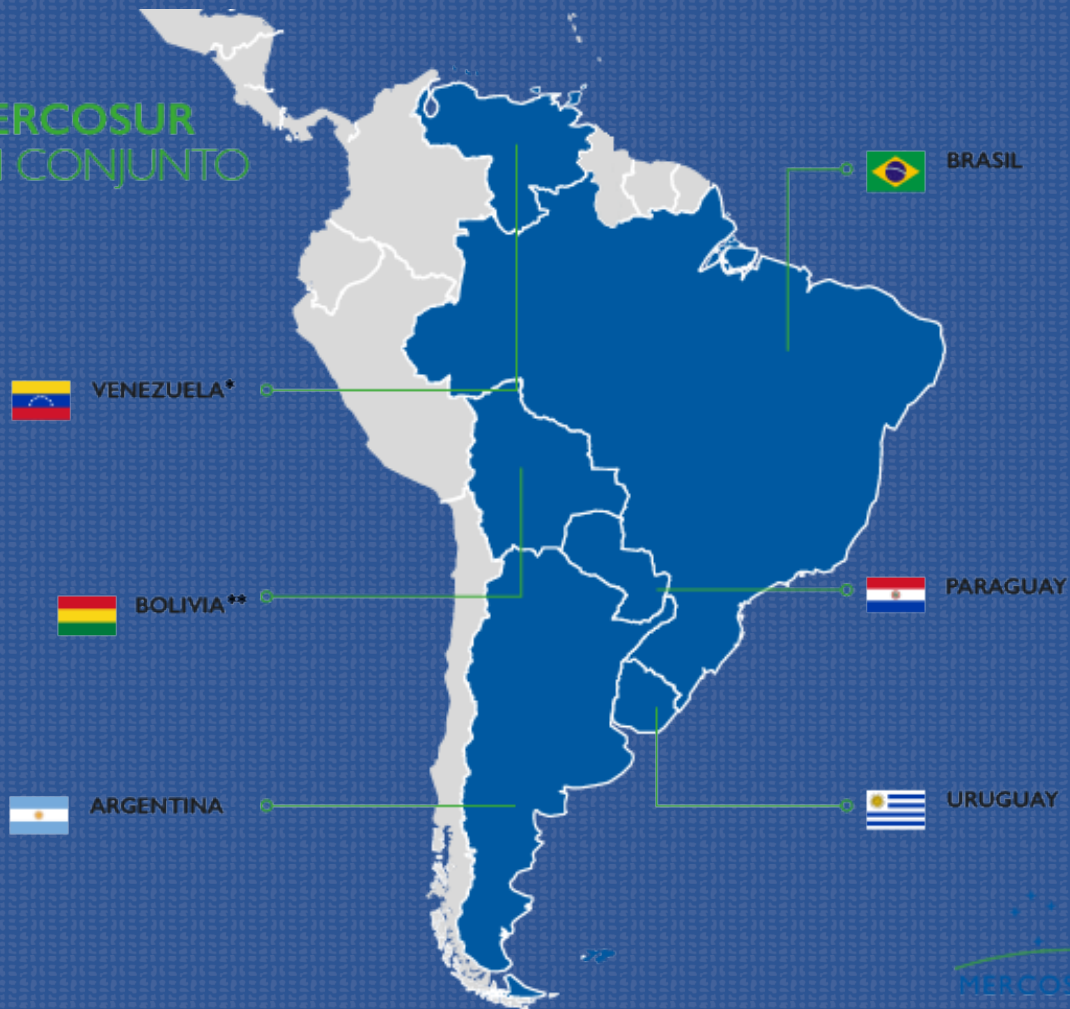 ERCOSUR
N CONJUNTO
BRASIL
VENEZUELA*
BOLIVIA**
PARAGUAY
ARGENTINA
URUGUAY
MERCOS